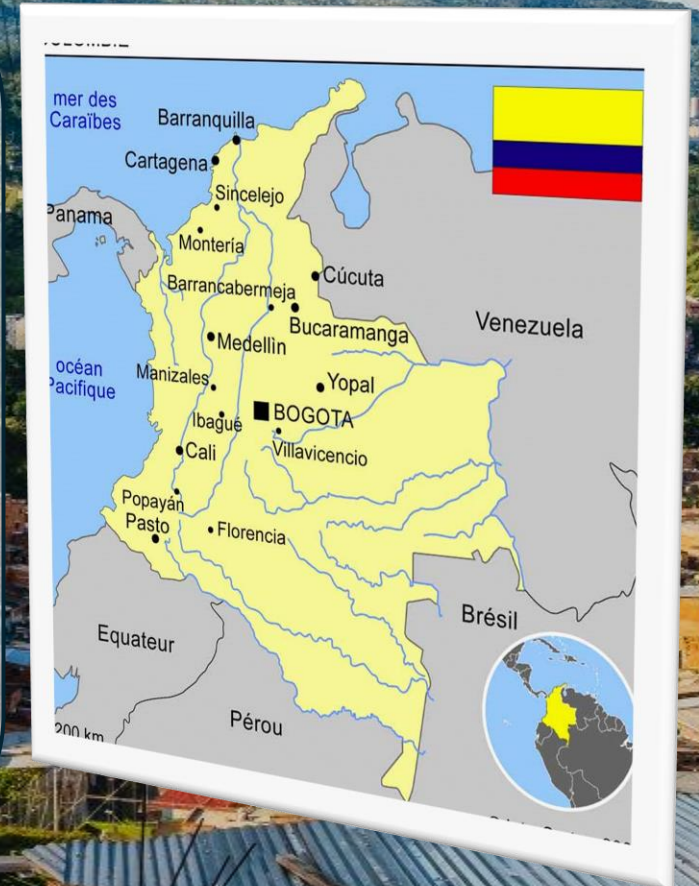 mer des
Caraïbes
Barranquilla
Cartagena
Sincelejo
Panama
Montería
Cúcuta
Barrancabermeja
Bucaramanga
Venezuela
Medellìn
océan
Pacifique
Manizales
Yopal
BOGOTA
Ibagué
Cali
Villavicencio
Popayán
Pasto
Florencia
Brésil
Equateur
Pérou
200 km